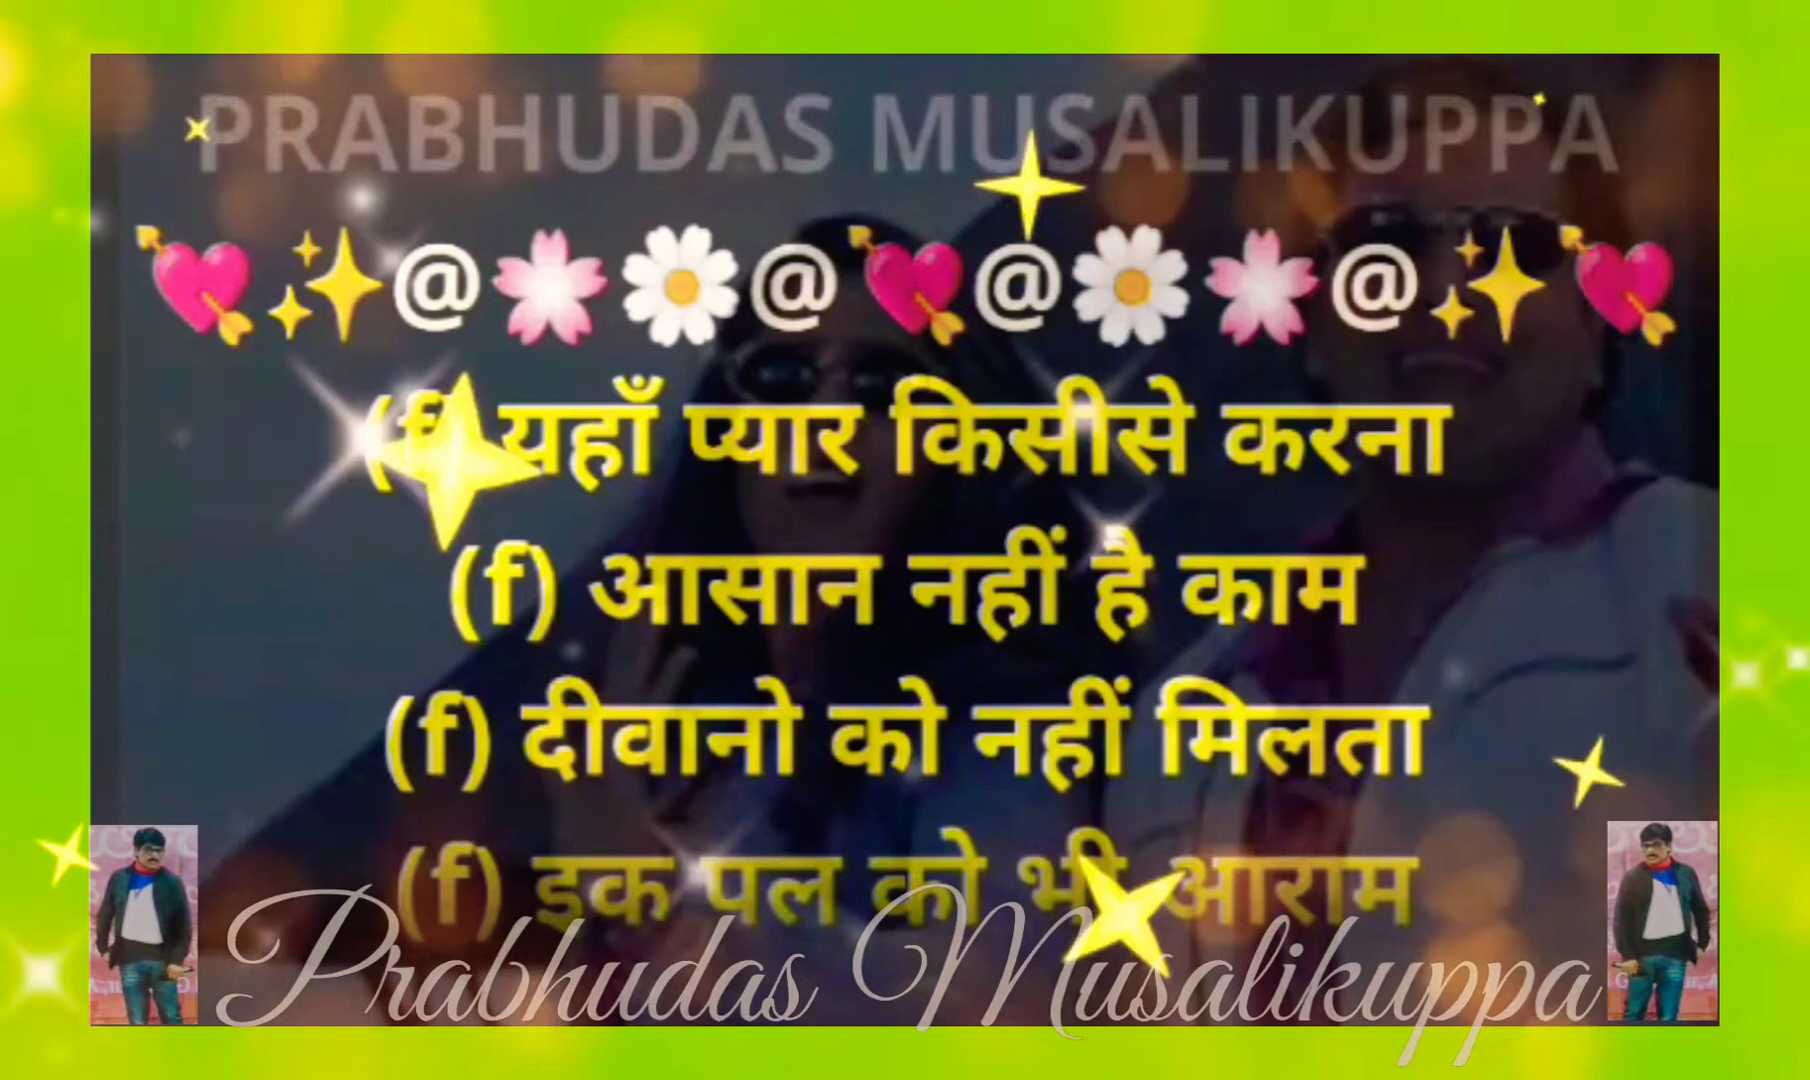 PRABHUDAS MUSALIKUPPA
💘✨@🌸🌼@💘@🌼🌸@✨💘
(f) यहाँ प्यार किसीसे करना
(f) आसान नहीं है काम
(f) दीवानो को नहीं मिलता
(f) इक पल को भी आराम
Prabhudas Musalikuppa